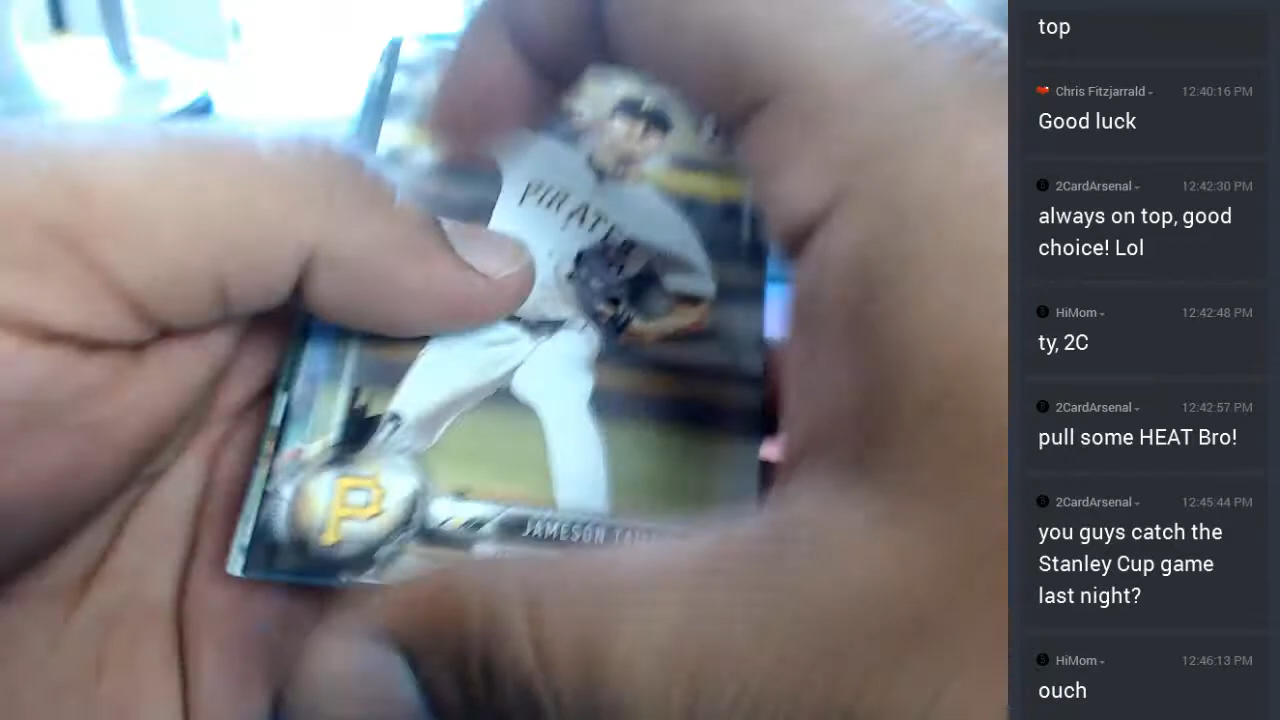 PIRAT
P
JAMESON
top
Chris Fitzjarrald
12:40:16 PM
Good luck
2CardArsenal
12:42:30 PM
always on top, good
choice! Lol
HiMom
12:42:48 PM
ty, 2C
2CardArsenal
12:42:57 PM
pull some HEAT Bro!
2CardArsenal
12:45:44 PM
you guys catch the
Stanley Cup game
last night?
HiMom
12:46:13 PM
ouch